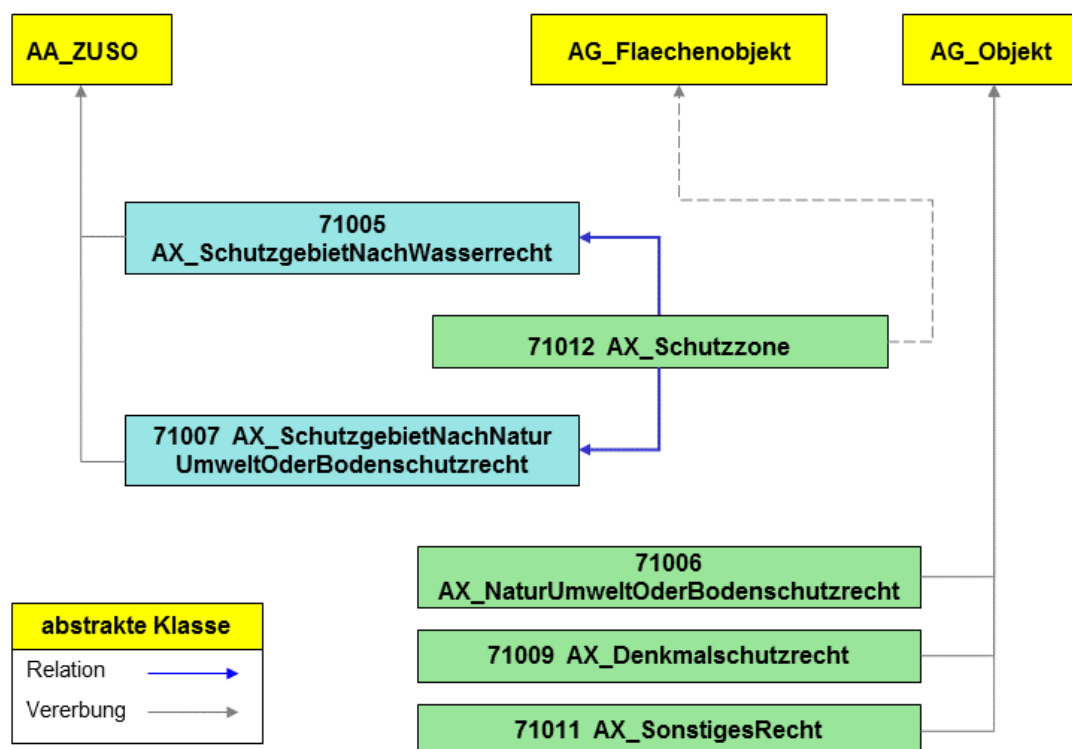 AA_ZUSO
AG_Flaechenobjekt
AG_Objekt
71005
AX_SchutzgebietNachWasserrecht
71012 AX_Schutzzone
71007 AX_SchutzgebietNachNatur
UmweltOderBodenschutzrecht
71006
AX_NaturUmweltOderBodenschutzrecht
71009 AX_Denkmalschutzrecht
71011 AX_SonstigesRecht
abstrakte Klasse
Relation
Vererbung